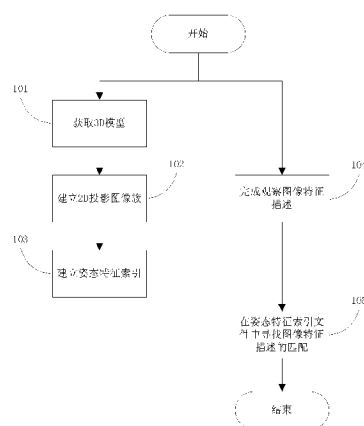 开始
101
获取3D模型
102
建立2D投影图像簇
103
建立姿态特征索引
104
完成观察图像特征
描述
105
在姿态特征索引文
件中寻找图像特征
描述的匹配
结束